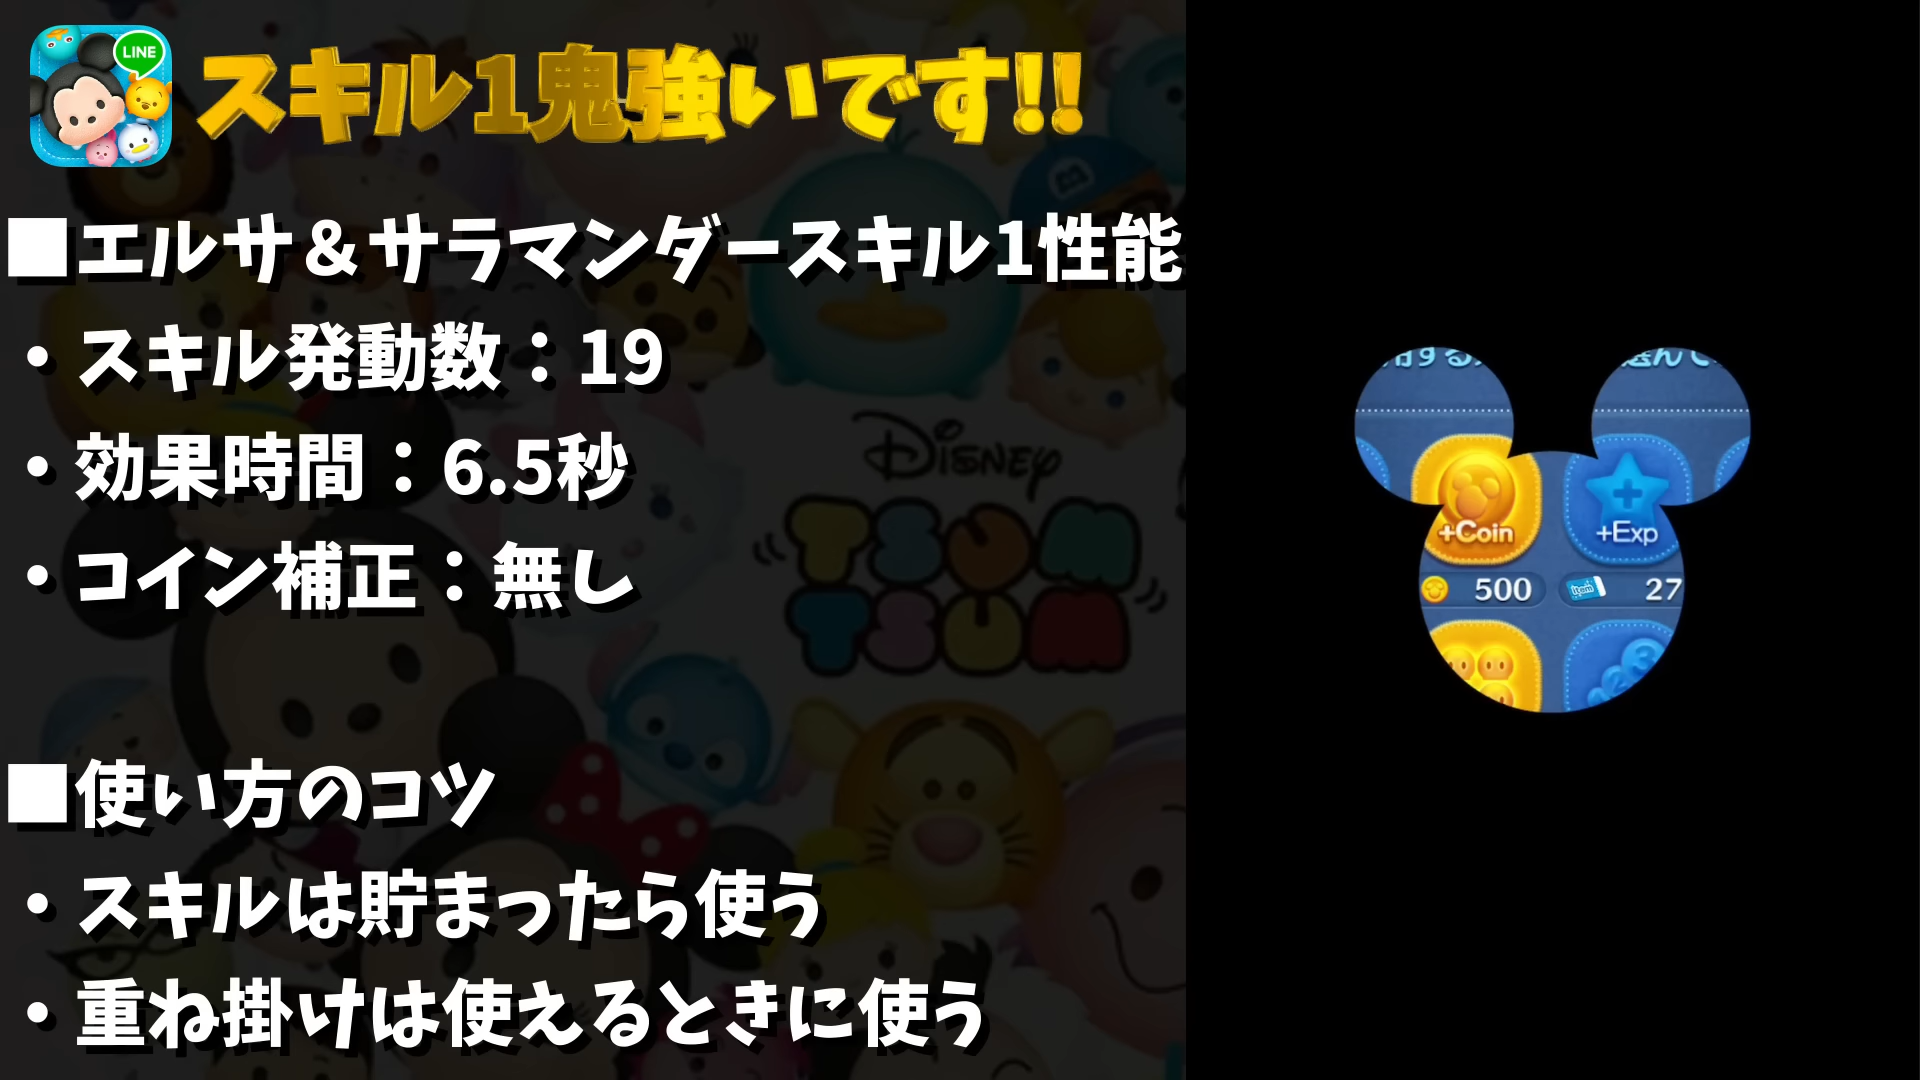 LINE
スキル1鬼強いです!!
■エルサ＆サラマンダースキル1性能
・スキル発動数：19
・効果時間：6.5秒
・コイン補正：無し
Disney
TSUM
TSUM
■使い方のコツ
・スキルは貯まったら使う
・重ね掛けは使えるときに使う
+Coin
+Exp
500
item
27